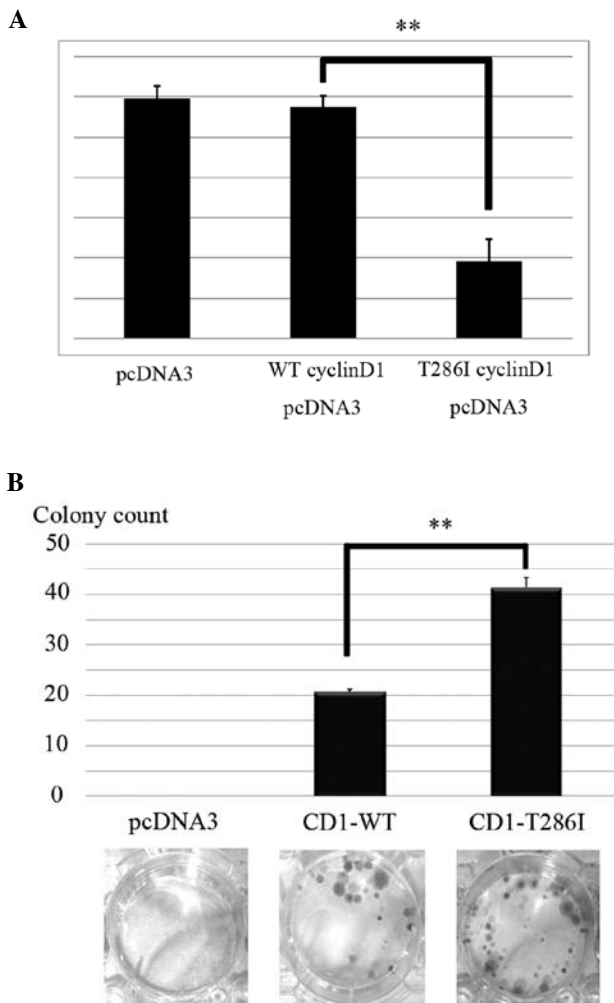 A
**
pcDNA3
WT cyclinD1
pcDNA3
T286I cyclinD1
pcDNA3
B
Colony count
**
50
40
30
20
10
0
pcDNA3
CD1-WT
CD1-T286I